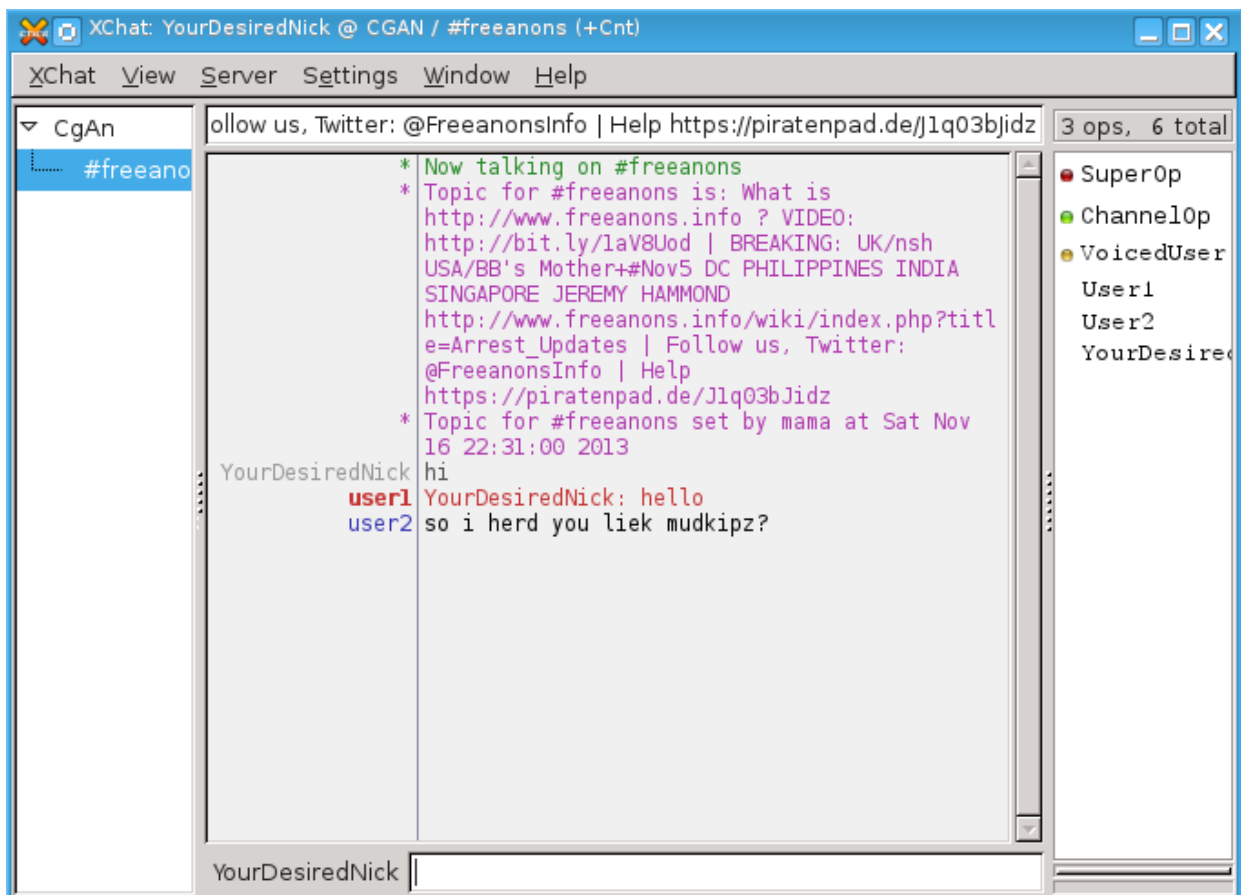 XChat: YourDesiredNick @ CGAN / #freeanons (+Cnt)
XChat View Server Settings Window Help
CgAn
#freeano
ollow us, Twitter: @FreeanonsInfo | Help https://piratenpad.de/J1q03bJidz
3 ops, 6 total
* Now talking on #freeanons
* Topic for #freeanons is: What is
http://www.freeanons.info ? VIDEO:
http://bit.ly/1aV8Uod | BREAKING: UK/nsh
USA/BB's Mother+#Nov5 DC PHILIPPINES INDIA
SINGAPORE JEREMY HAMMOND
http://www.freeanons.info/wiki/index.php?titl
e=Arrest_Updates | Follow us, Twitter:
@FreeanonsInfo | Help
https://piratenpad.de/J1q03bJidz
* Topic for #freeanons set by mama at Sat Nov
16 22:31:00 2013
YourDesiredNick hi
user1 YourDesiredNick: hello
user2 so i herd you liek mudkipz?
SuperOp
ChannelOp
VoicedUser
User1
User2
YourDesire
YourDesiredNick